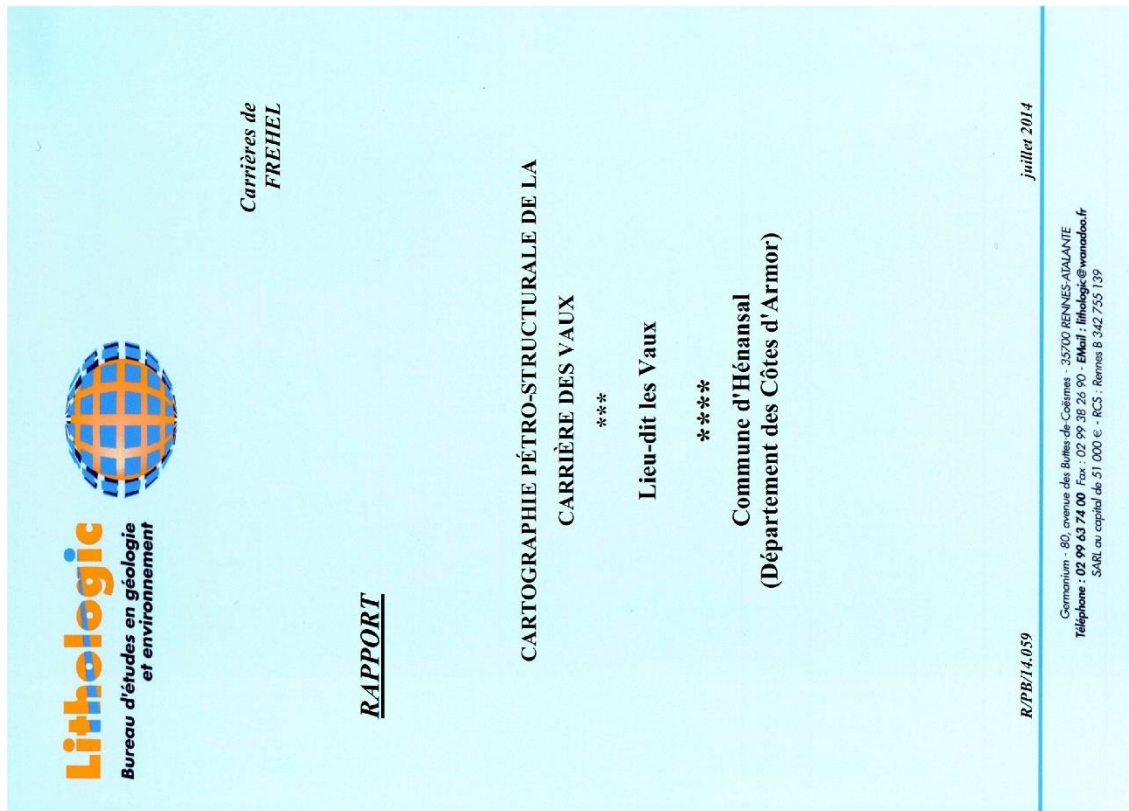 Lithologic
Bureau d'études en géologie
et environnement
Carrières de
FREHEL
RAPPORT
CARTOGRAPHIE PÉTRO-STRUCTURALE DE LA
CARRIÈRE DES VAUX
***
Lieu-dit les Vaux
****
Commune d'Hénansal
(Département des Côtes d'Armor)
R/PB/14.059
juillet 2014
Germanium - 80, avenue des Buttes-de-Coësmes - 35700 RENNES-ATALANTE
Téléphone : 02 99 63 74 00 Fax : 02 99 38 26 90 - EMail : lithologic@wanadoo.fr
SARL au capital de 51 000 € - RCS : Rennes B 342 755 139